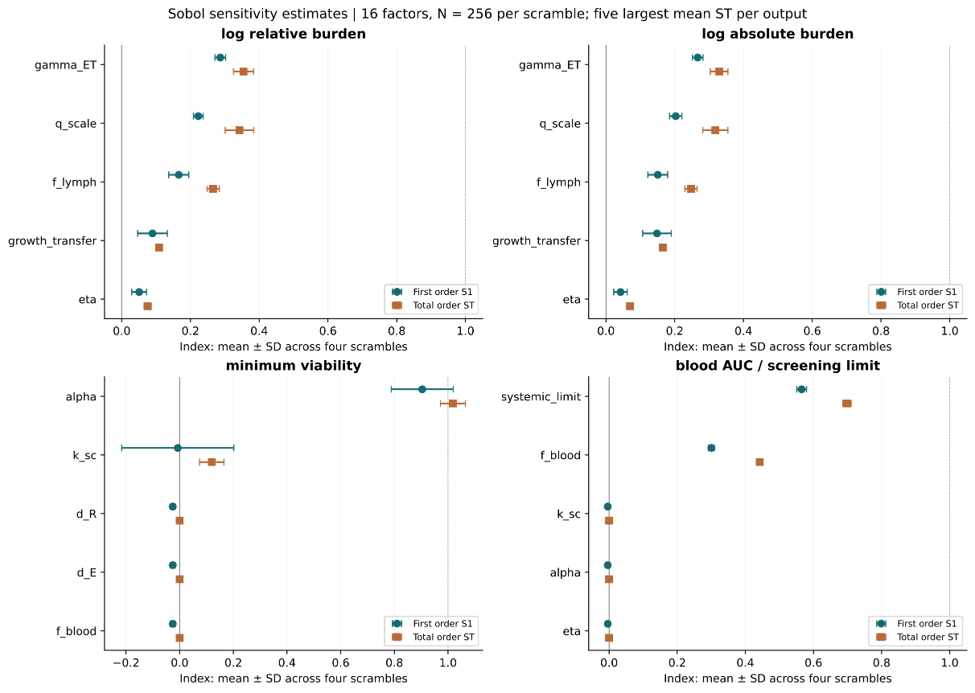 Sobol sensitivity estimates | 16 factors, N = 256 per scramble; five largest mean ST per output
log relative burden
gamma_ET
q_scale
f_lymph
growth_transfer
eta
First order S1
Total order ST
0.0 0.2 0.4 0.6 0.8 1.0
Index: mean ± SD across four scrambles
log absolute burden
gamma_ET
q_scale
f_lymph
growth_transfer
eta
First order S1
Total order ST
0.0 0.2 0.4 0.6 0.8 1.0
Index: mean ± SD across four scrambles
minimum viability
alpha
k_sc
d_R
d_E
f_blood
First order S1
Total order ST
−0.2 0.0 0.2 0.4 0.6 0.8 1.0
Index: mean ± SD across four scrambles
blood AUC / screening limit
systemic_limit
f_blood
k_sc
alpha
eta
First order S1
Total order ST
0.0 0.2 0.4 0.6 0.8 1.0
Index: mean ± SD across four scrambles